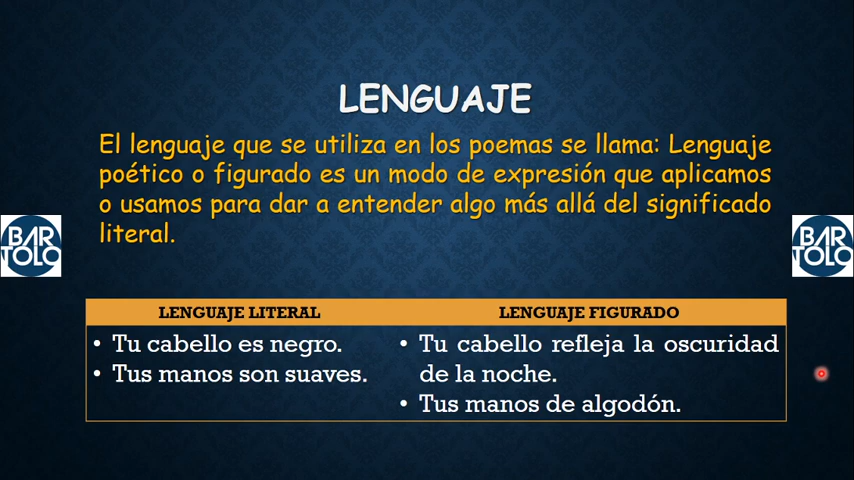 LENGUAJE
El lenguaje que se utiliza en los poemas se llama: Lenguaje
poético o figurado es un modo de expresión que aplicamos
o usamos para dar a entender algo más allá del significado
literal.
BAR
TOLO
BAR
TOLO
LENGUAJE LITERAL
• Tu cabello es negro.
• Tus manos son suaves.
LENGUAJE FIGURADO
• Tu cabello refleja la oscuridad
de la noche.
• Tus manos de algodón.